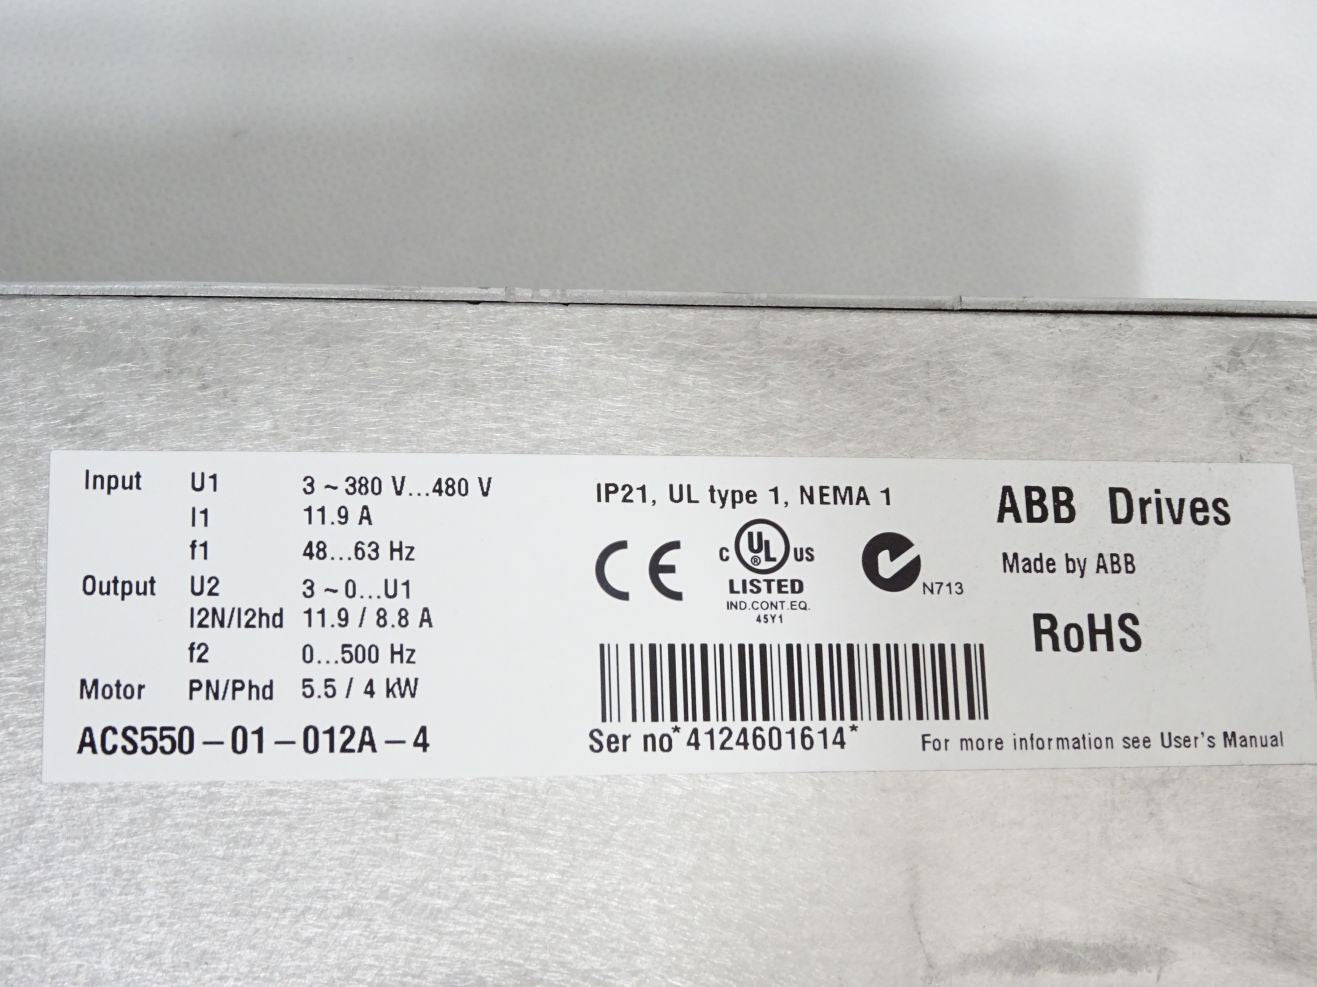 Input U1 3 ~ 380 V...480 V
I1 11.9 A
f1 48...63 Hz
Output U2 3 ~ 0...U1
I2N/I2hd 11.9 / 8.8 A
f2 0...500 Hz
Motor PN/Phd 5.5 / 4 kW
ACS550-01-012A-4
IP21, UL type 1, NEMA 1
CE
C UL ® US
LISTED
IND.CONT.EQ.
45Y1
N713
Ser no*4124601614*
ABB Drives
Made by ABB
RoHS
For more information see User's Manual